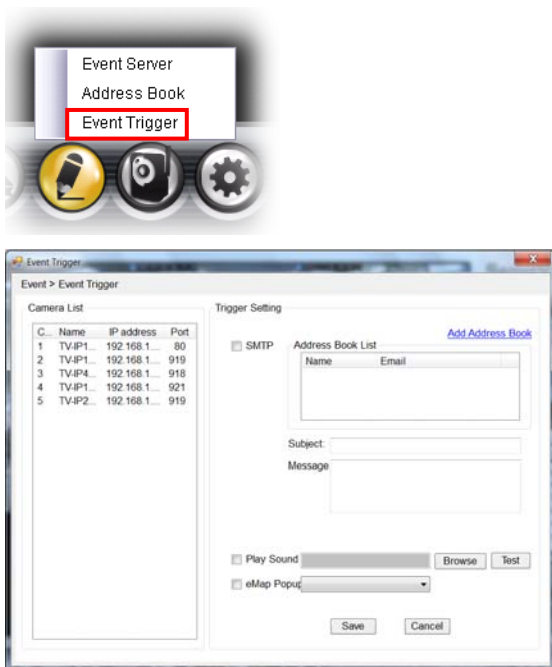 Event Server
Address Book
Event Trigger
Event Trigger
X
Event > Event Trigger
Camera List
Trigger Setting
C... Name IP address Port
1 TV-IP1... 192.168.1.... 80
2 TV-IP1... 192.168.1.... 919
3 TV-IP4... 192.168.1.... 918
4 TV-IP1... 192.168.1.... 921
5 TV-IP2... 192.168.1.... 919
Add Address Book
SMTP
Address Book List
Name Email
Subject:
Message
Play Sound
Browse
Test
eMap Popup
Save
Cancel